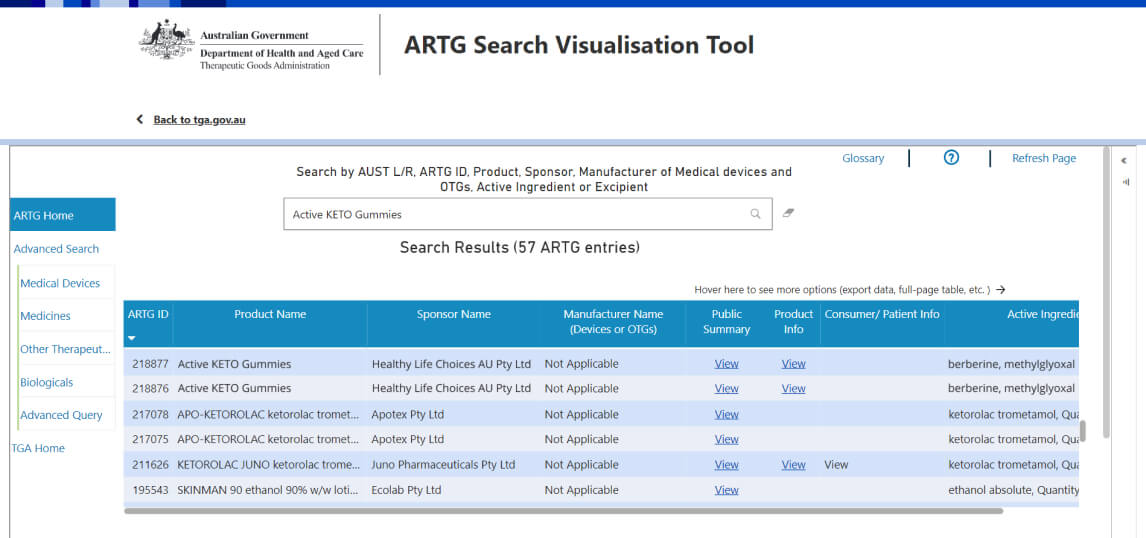 Australian Government
Department of Health and Aged Care
Therapeutic Goods Administration
ARTG Search Visualisation Tool
Back to tga.gov.au
Glossary
Refresh Page
Search by AUST L/R, ARTG ID, Product, Sponsor, Manufacturer of Medical devices and
OTGs, Active Ingredient or Excipient
ARTG Home
Advanced Search
Medical Devices
Medicines
Other Therapeut...
Biologicals
Advanced Query
TGA Home
Active KETO Gummies
Search Results (57 ARTG entries)
Hover here to see more options (export data, full-page table, etc. )
ARTG ID Product Name Sponsor Name Manufacturer Name (Devices or OTGs) Public Summary Product Info Consumer/ Patient Info Active Ingredie
218877 Active KETO Gummies Healthy Life Choices AU Pty Ltd Not Applicable View View berberine, methylglyoxal
218876 Active KETO Gummies Healthy Life Choices AU Pty Ltd Not Applicable View View berberine, methylglyoxal
217078 APO-KETOROLAC ketorolac tromet... Apotex Pty Ltd Not Applicable View ketorolac trometamol, Qua
217075 APO-KETOROLAC ketorolac tromet... Apotex Pty Ltd Not Applicable View ketorolac trometamol, Qua
211626 KETOROLAC JUNO ketorolac trome... Juno Pharmaceuticals Pty Ltd Not Applicable View View View ketorolac trometamol, Qua
195543 SKINMAN 90 ethanol 90% w/w loti... Ecolab Pty Ltd Not Applicable View ethanol absolute, Quantity